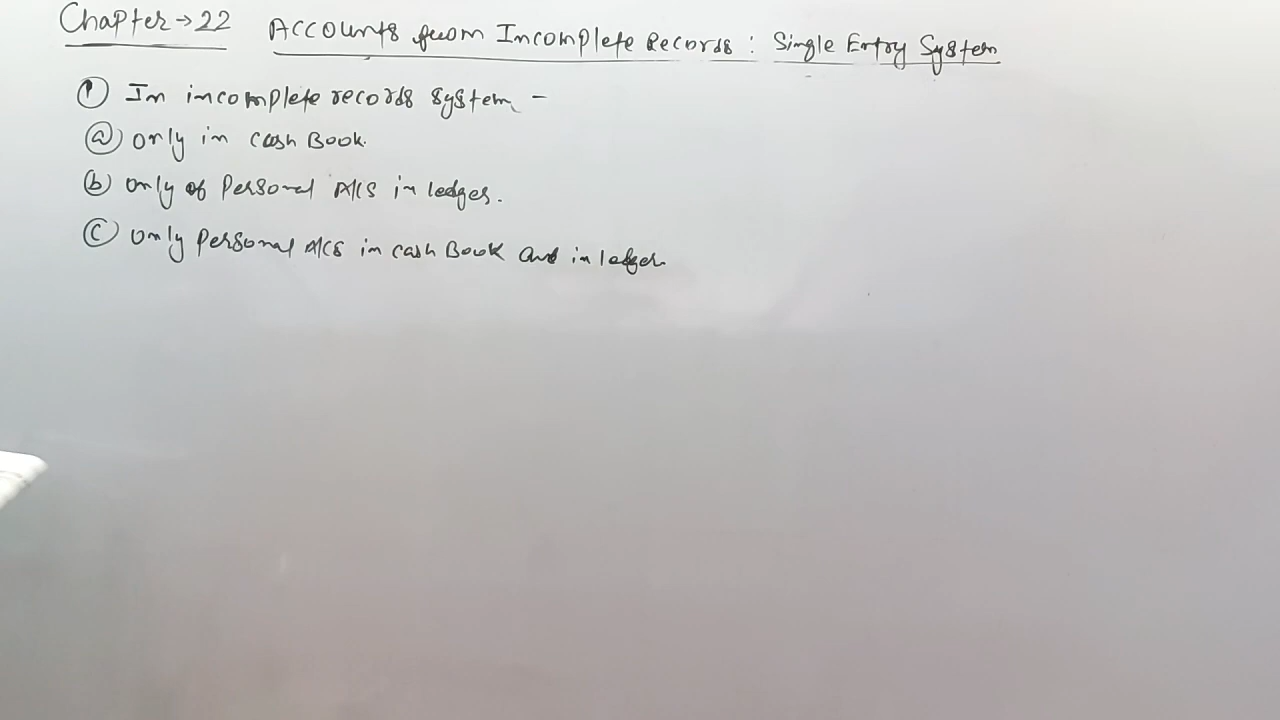 Chapter → 22 Accounts from Incomplete Records : Single Entry System
① In incomplete records system -
ⓐ only in cash Book.
ⓑ only of Personal A/cs in ledger.
ⓒ only Personal A/cs in cash Book and in ledger